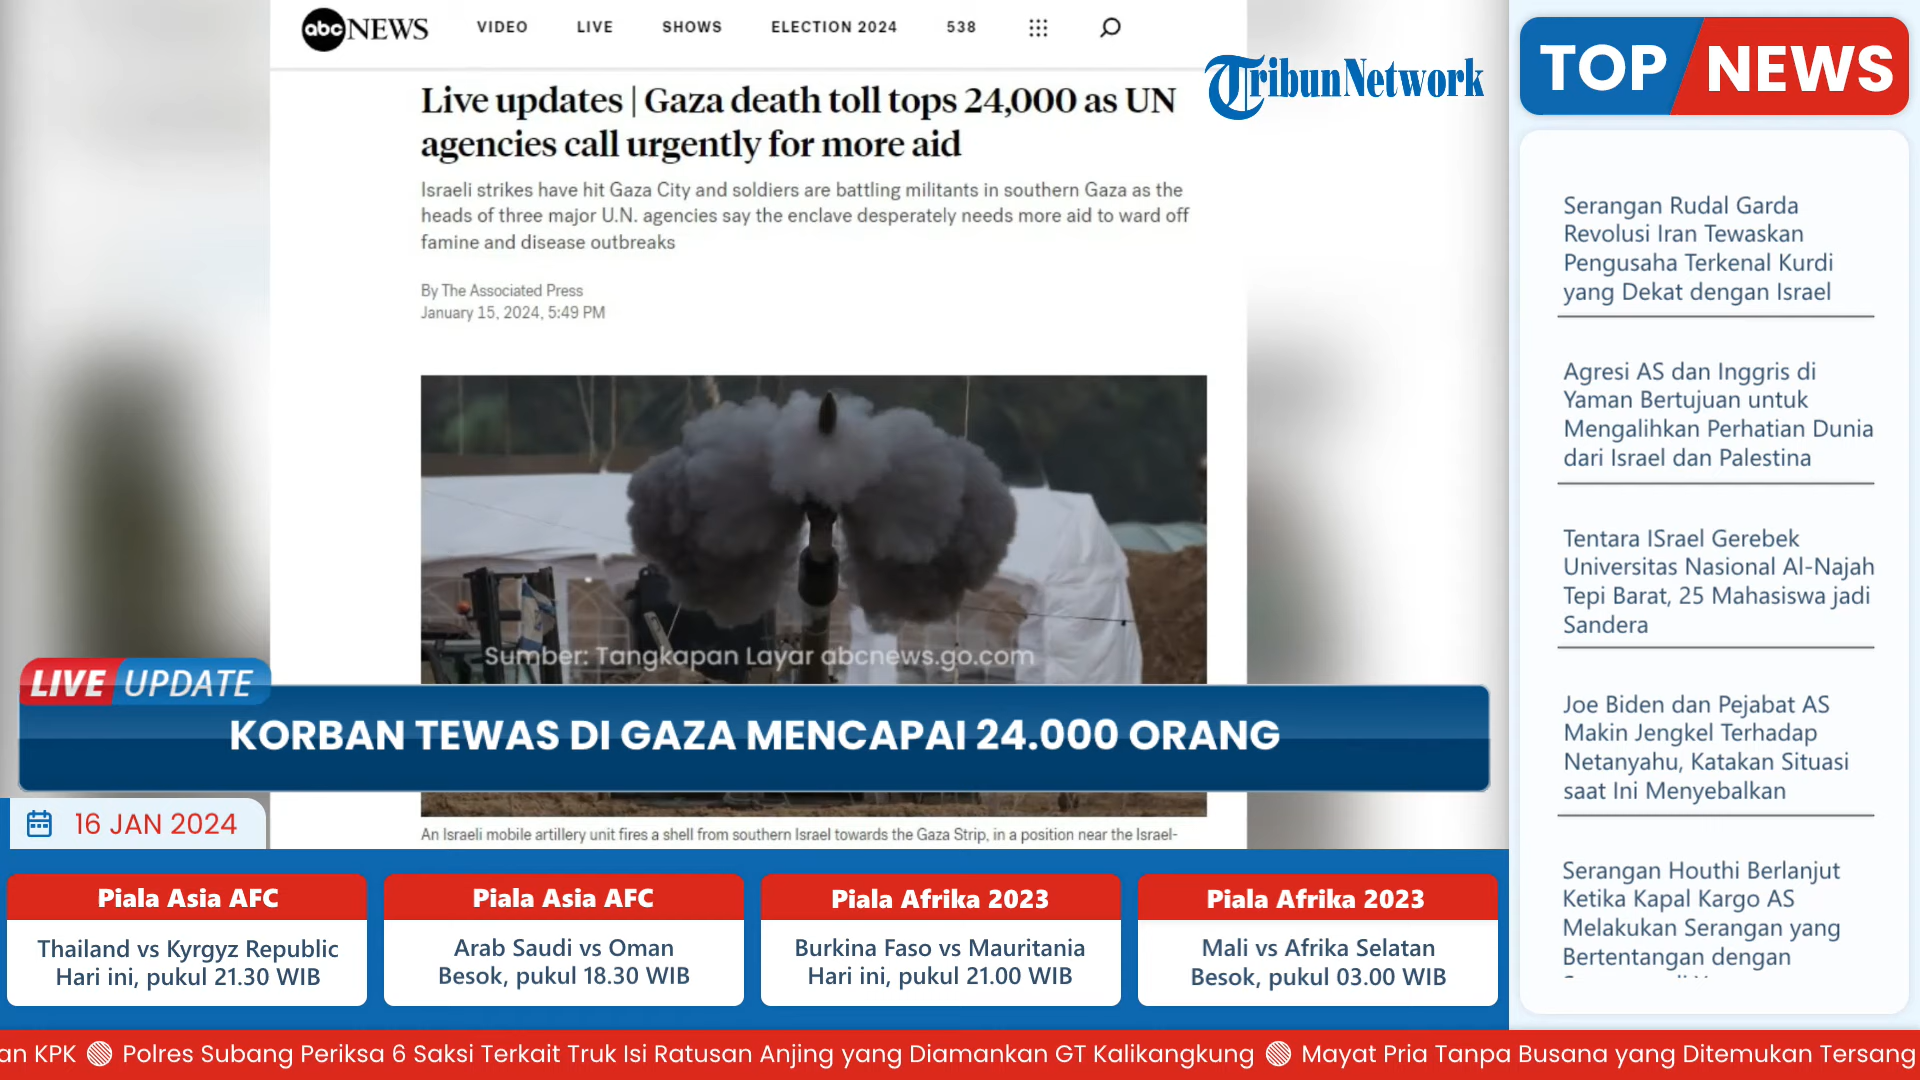 abc NEWS
VIDEO LIVE SHOWS ELECTION 2024 538
Live updates | Gaza death toll tops 24,000 as UN
agencies call urgently for more aid
Israeli strikes have hit Gaza City and soldiers are battling militants in southern Gaza as the
heads of three major U.N. agencies say the enclave desperately needs more aid to ward off
famine and disease outbreaks
By The Associated Press
January 15, 2024, 5:49 PM
TribunNetwork
Sumber: Tangkapan Layar abcnews.go.com
LIVE UPDATE
KORBAN TEWAS DI GAZA MENCAPAI 24.000 ORANG
16 JAN 2024
An Israeli mobile artillery unit fires a shell from southern Israel towards the Gaza Strip, in a position near the Israel-
TOP NEWS
Serangan Rudal Garda
Revolusi Iran Tewaskan
Pengusaha Terkenal Kurdi
yang Dekat dengan Israel
Agresi AS dan Inggris di
Yaman Bertujuan untuk
Mengalihkan Perhatian Dunia
dari Israel dan Palestina
Tentara ISrael Gerebek
Universitas Nasional Al-Najah
Tepi Barat, 25 Mahasiswa jadi
Sandera
Joe Biden dan Pejabat AS
Makin Jengkel Terhadap
Netanyahu, Katakan Situasi
saat Ini Menyebalkan
Serangan Houthi Berlanjut
Ketika Kapal Kargo AS
Melakukan Serangan yang
Bertentangan dengan
Piala Asia AFC
Thailand vs Kyrgyz Republic
Hari ini, pukul 21.30 WIB
Piala Asia AFC
Arab Saudi vs Oman
Besok, pukul 18.30 WIB
Piala Afrika 2023
Burkina Faso vs Mauritania
Hari ini, pukul 21.00 WIB
Piala Afrika 2023
Mali vs Afrika Selatan
Besok, pukul 03.00 WIB
an KPK Polres Subang Periksa 6 Saksi Terkait Truk Isi Ratusan Anjing yang Diamankan GT Kalikangkung Mayat Pria Tanpa Busana yang Ditemukan Tersang